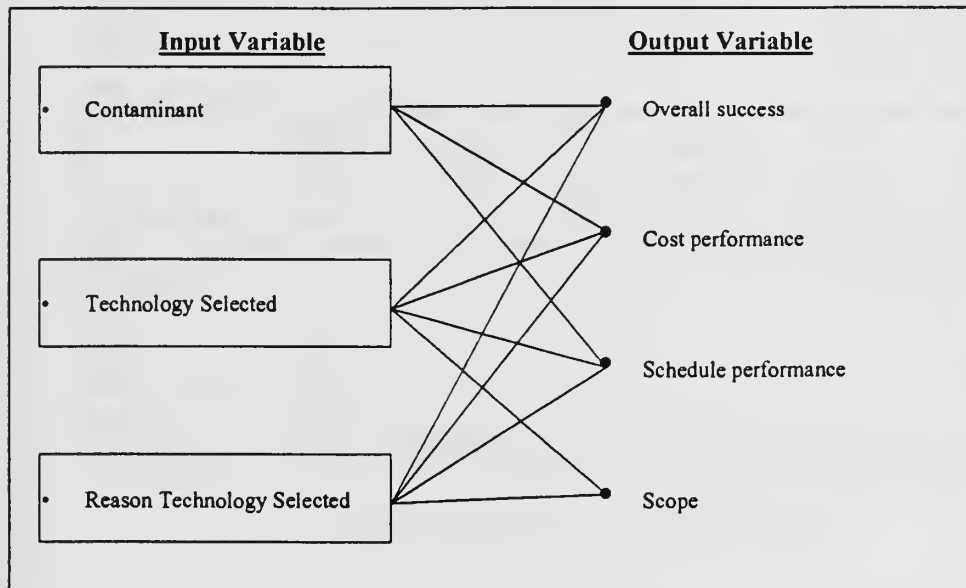 Input Variable
Output Variable
• Contaminant
Overall success
Cost performance
• Technology Selected
Schedule performance
• Reason Technology Selected
Scope